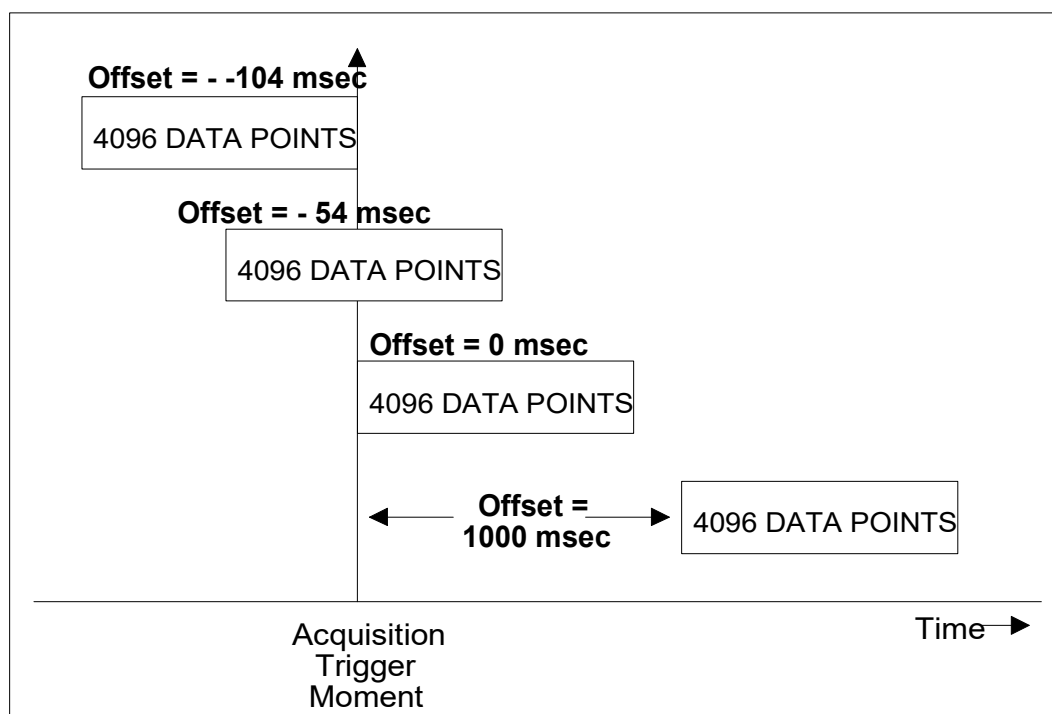 Offset = - -104 msec
4096 DATA POINTS
Offset = - 54 msec
4096 DATA POINTS
Offset = 0 msec
4096 DATA POINTS
Offset =
1000 msec
4096 DATA POINTS
Time
Acquisition
Trigger
Moment